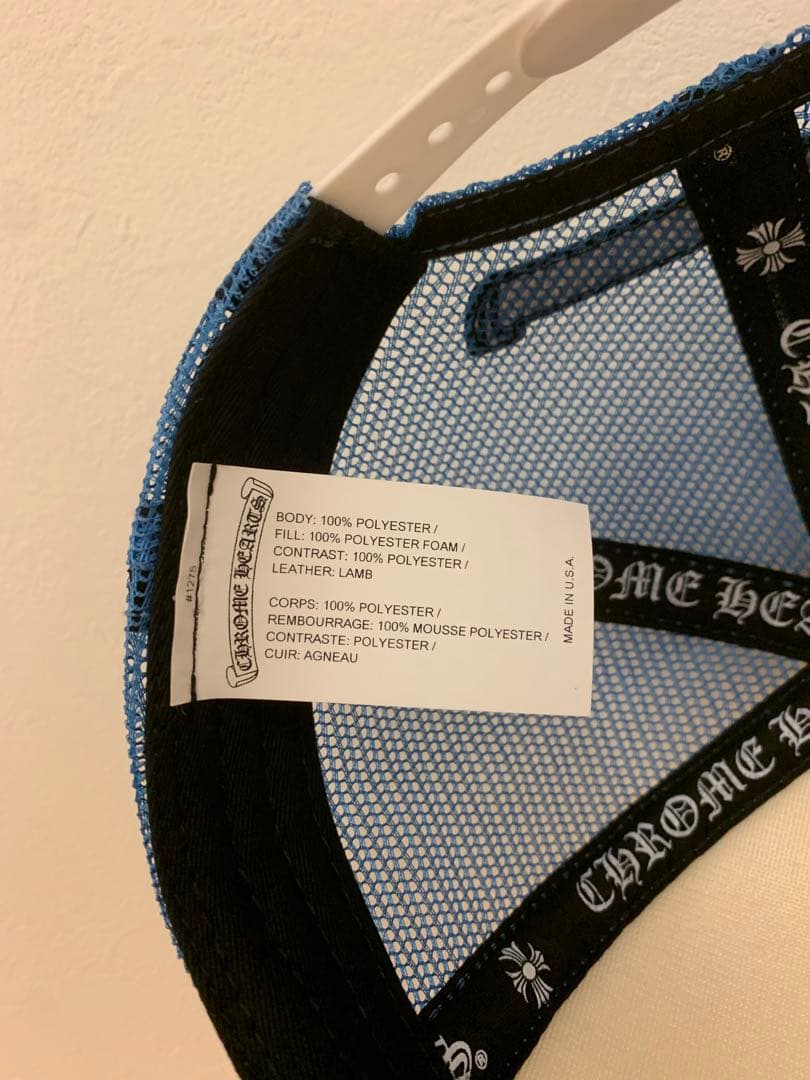 CHROME HEARTS
#1275
BODY: 100% POLYESTER /
FILL: 100% POLYESTER FOAM /
CONTRAST: 100% POLYESTER /
LEATHER: LAMB
CORPS: 100% POLYESTER /
REMBOURRAGE: 100% MOUSSE POLYESTER /
CONTRASTE: POLYESTER /
CUIR: AGNEAU
MADE IN U.S.A.
OME HE
CHROME H
®
®